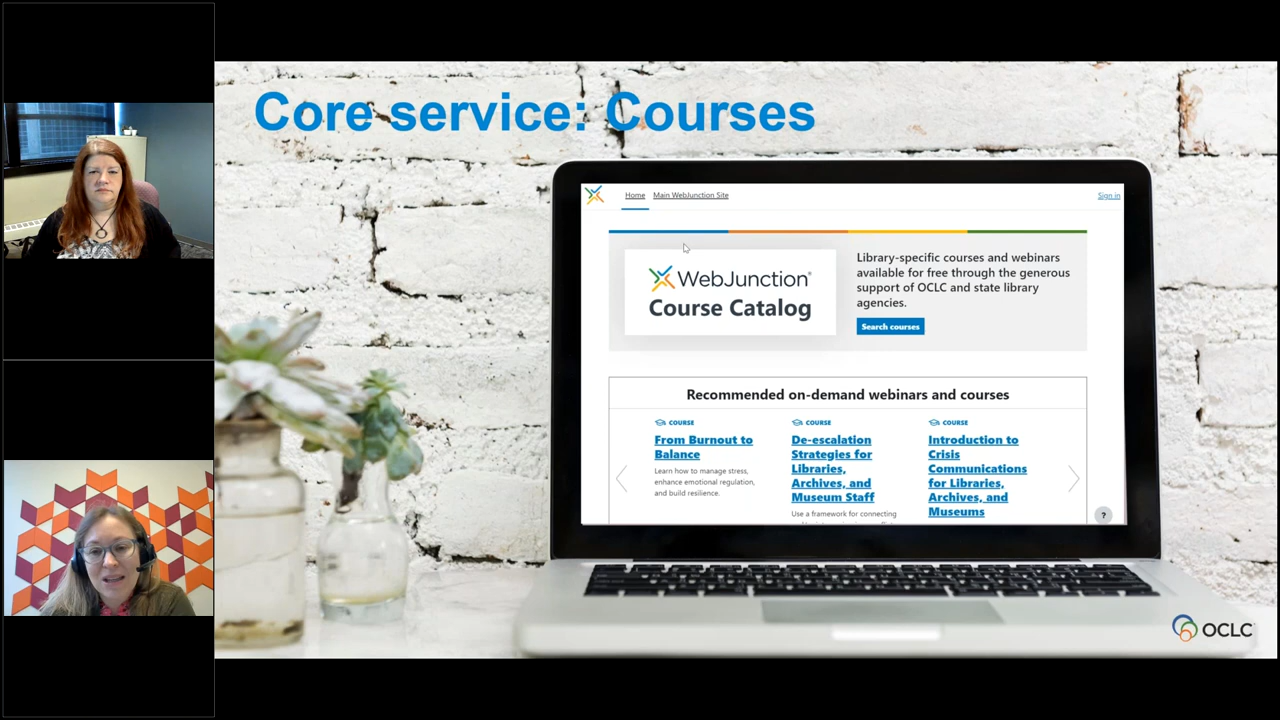 Core service: Courses
Home Main WebJunction Site Sign in
WebJunction®
Course Catalog
Library-specific courses and webinars
available for free through the generous
support of OCLC and state library
agencies.
Search courses
Recommended on-demand webinars and courses
COURSE
From Burnout to
Balance
Learn how to manage stress,
enhance emotional regulation,
and build resilience.
COURSE
De-escalation
Strategies for
Libraries,
Archives, and
Museum Staff
Use a framework for connecting
COURSE
Introduction to
Crisis
Communications
for Libraries,
Archives, and
Museums
?
OCLC